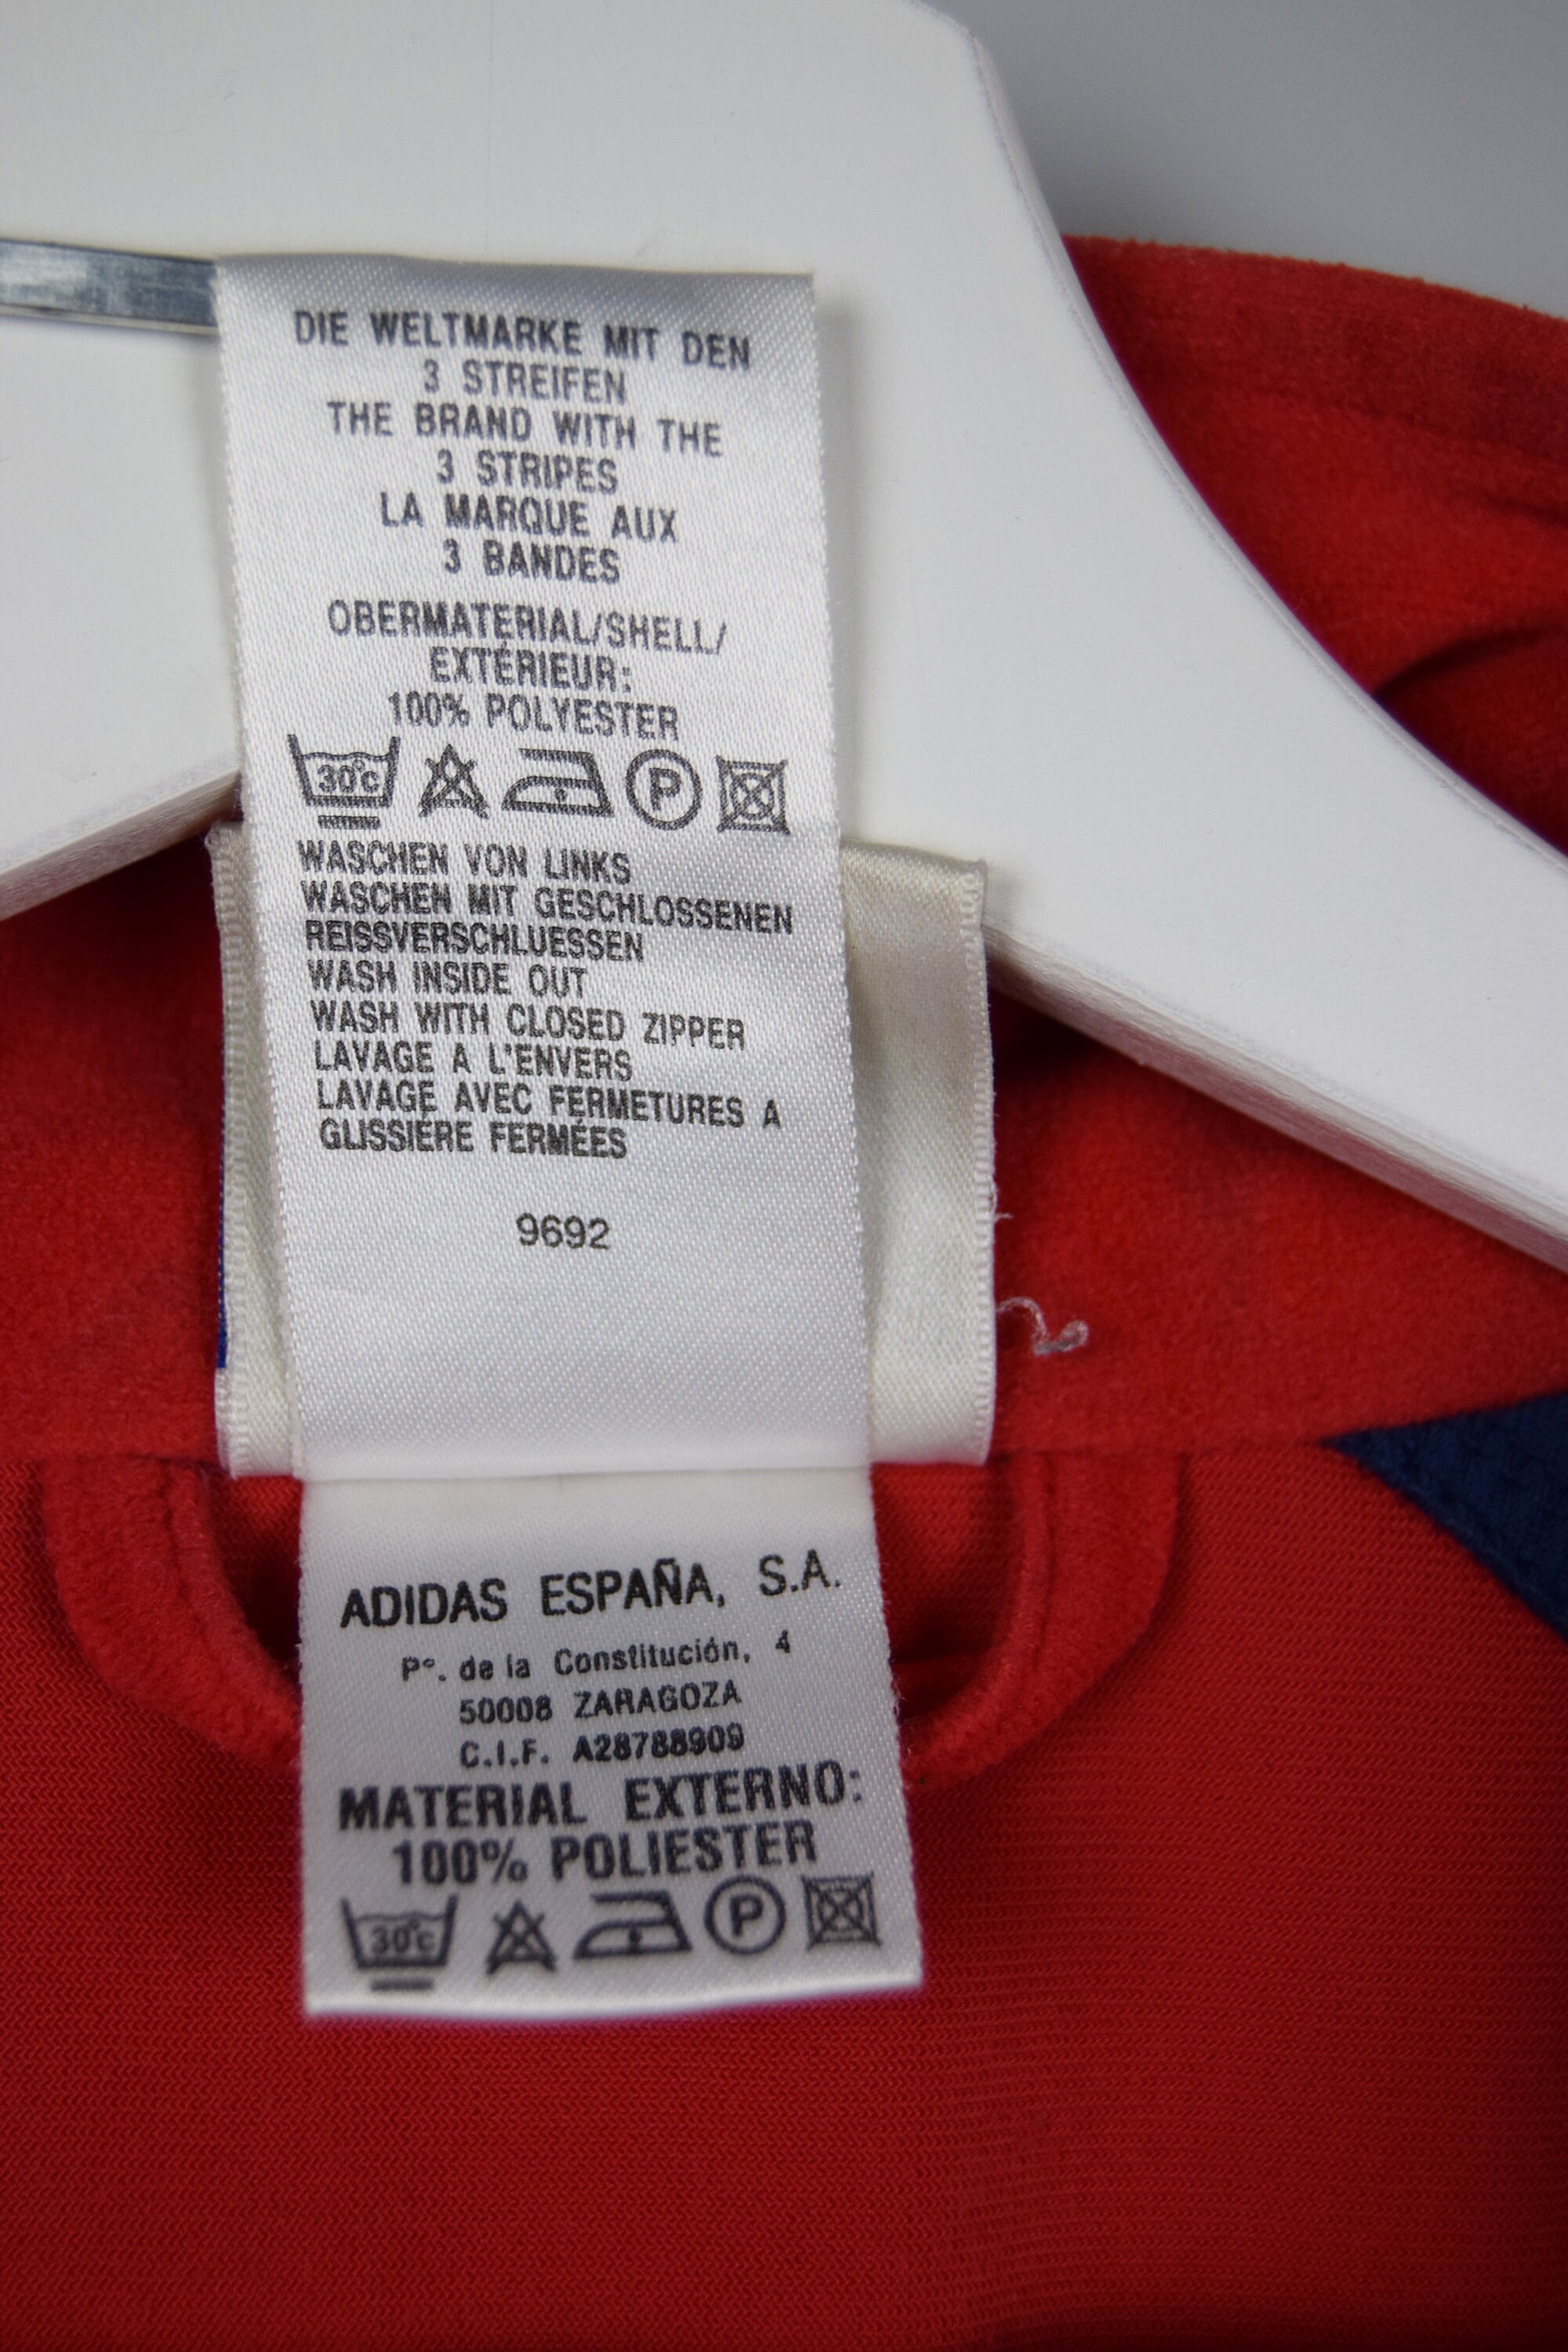 DIE WELTMARKE MIT DEN
3 STREIFEN
THE BRAND WITH THE
3 STRIPES
LA MARQUE AUX
3 BANDES
OBERMATERIAL/SHELL/
EXTÉRIEUR:
100% POLYESTER
30°C P
WASCHEN VON LINKS
WASCHEN MIT GESCHLOSSENEN
REISSVERSCHLUESSEN
WASH INSIDE OUT
WASH WITH CLOSED ZIPPER
LAVAGE A L'ENVERS
LAVAGE AVEC FERMETURES A
GLISSIÈRE FERMÉES
9692
ADIDAS ESPAÑA, S.A.
Pº. de la Constitución, 4
50008 ZARAGOZA
C.I.F. A28788909
MATERIAL EXTERNO:
100% POLIESTER
30°C P